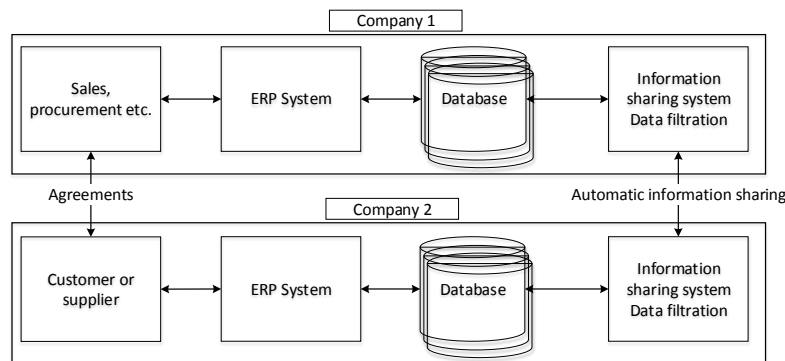 Company 1
Sales,
procurement etc.
ERP System
Database
Information
sharing system
Data filtration
Agreements
Automatic information sharing
Company 2
Customer or
supplier
ERP System
Database
Information
sharing system
Data filtration